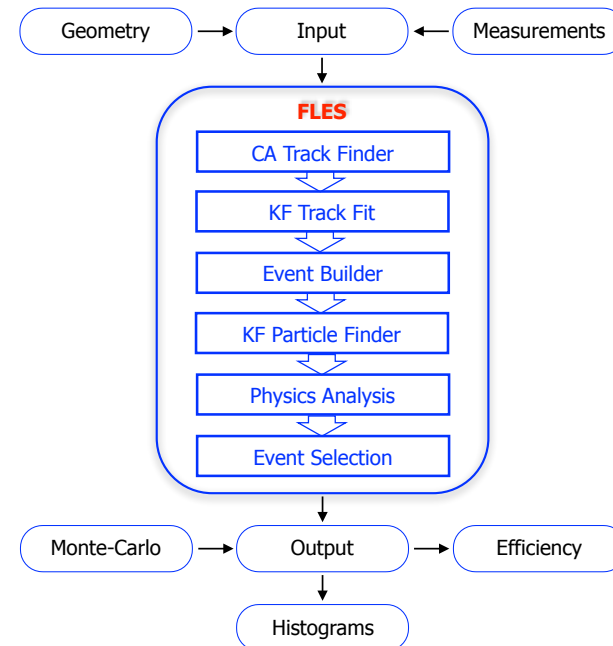 Geometry
Input
Measurements
FLES
CA Track Finder
KF Track Fit
Event Builder
KF Particle Finder
Physics Analysis
Event Selection
Monte-Carlo
Output
Efficiency
Histograms